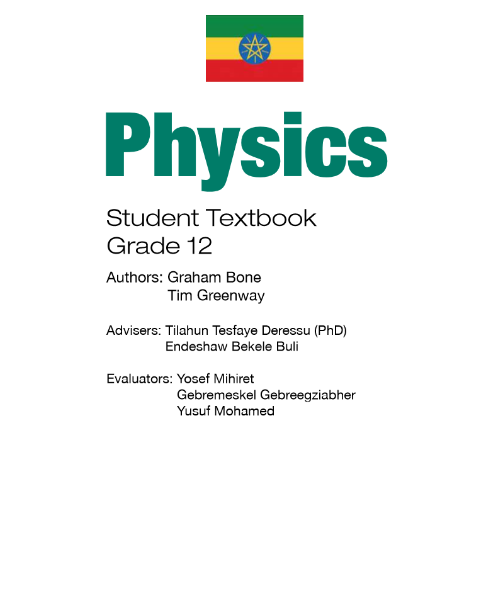 Physics
Student Textbook
Grade 12
Authors: Graham Bone
Tim Greenway
Advisers: Tilahun Tesfaye Deressu (PhD)
Endeshaw Bekele Buli
Evaluators: Yosef Mihiret
Gebremeskel Gebreegziabher
Yusuf Mohamed